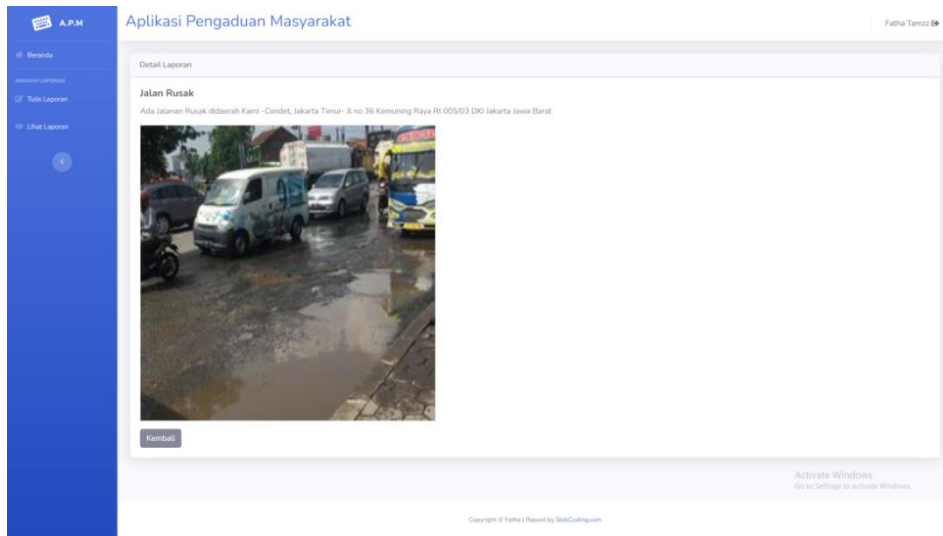 A.P.M
Aplikasi Pengaduan Masyarakat
Fatha Tamzz
Beranda
Tulis Laporan
Lihat Laporan
Detail Laporan
Jalan Rusak
Ada Jalanan Rusak didaerah Kami -Condet, Jakarta Timur- Jl no 36 Kemuning Raya Rt 005/03 DKI Jakarta Jawa Barat
Kembali
Activate Windows
Go to Settings to activate Windows.
Copyright © Fatha | Repost by StokCoding.com